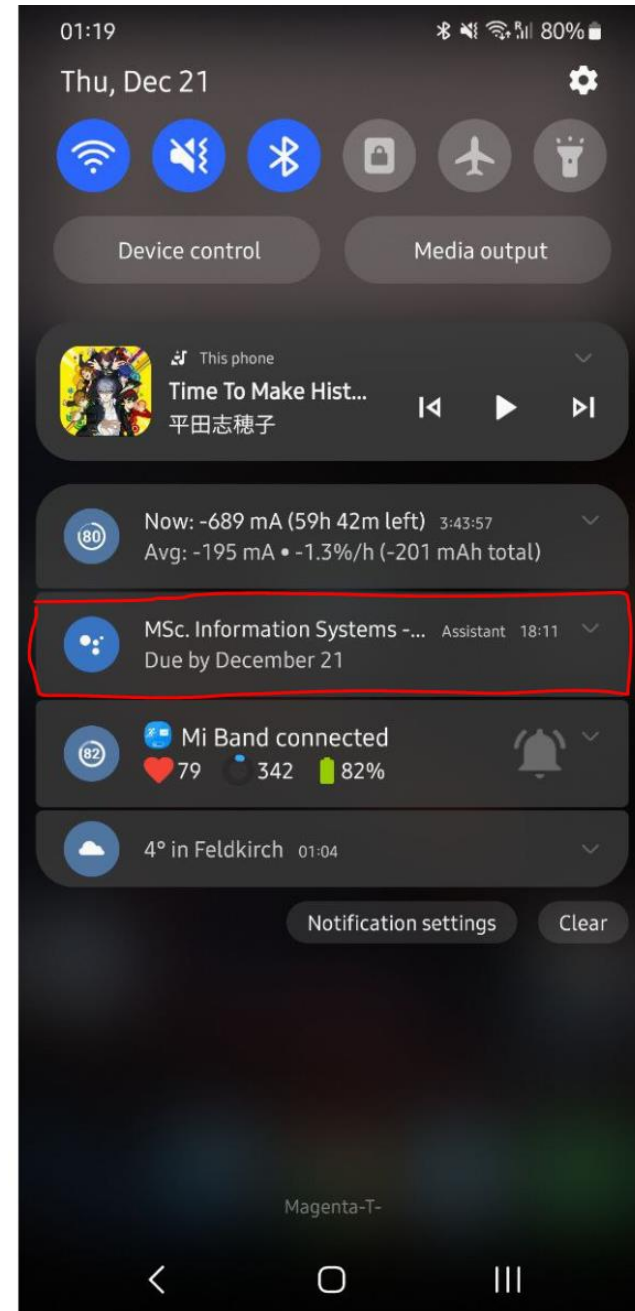 01:19 80%
Thu, Dec 21
Device control Media output
This phone
Time To Make Hist...
平田志穂子
80 Now: -689 mA (59h 42m left) 3:43:57
Avg: -195 mA • -1.3%/h (-201 mAh total)
MSc. Information Systems -... Assistant 18:11
Due by December 21
82 Mi Band connected
79 342 82%
4° in Feldkirch 01:04
Notification settings Clear
Magenta-T-